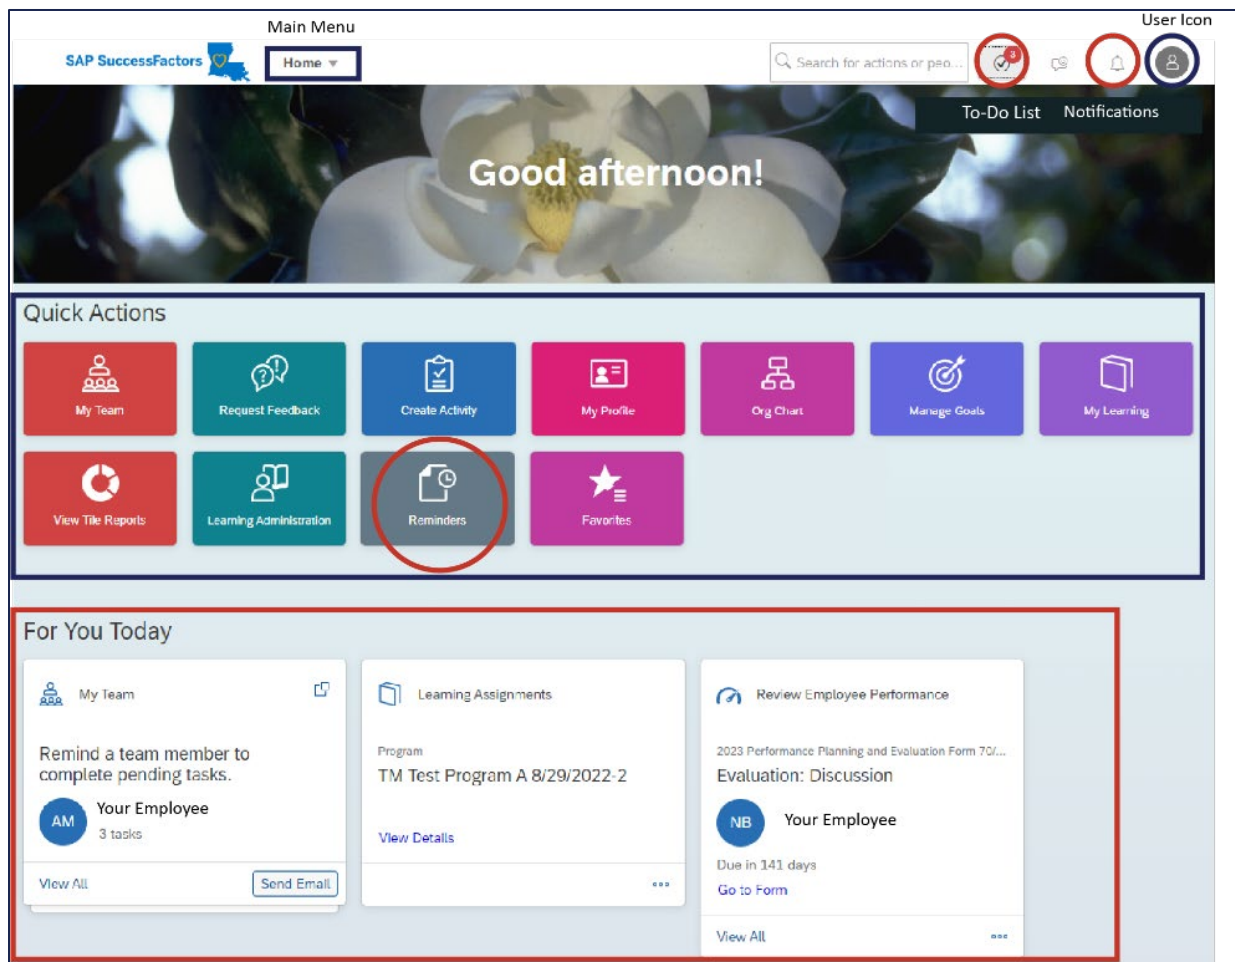 Main Menu
User Icon
SAP SuccessFactors
Home
Search for actions or peo...
3
To-Do List
Notifications
Good afternoon!
Quick Actions
My Team
Request Feedback
Create Activity
My Profile
Org Chart
Manage Goals
My Learning
View Tile Reports
Learning Administration
Reminders
Favorites
For You Today
My Team
Remind a team member to
complete pending tasks.
AM
Your Employee
3 tasks
View All
Send Email
Learning Assignments
Program
TM Test Program A 8/29/2022-2
View Details
Review Employee Performance
2023 Performance Planning and Evaluation Form 70/...
Evaluation: Discussion
NB
Your Employee
Due in 141 days
Go to Form
View All